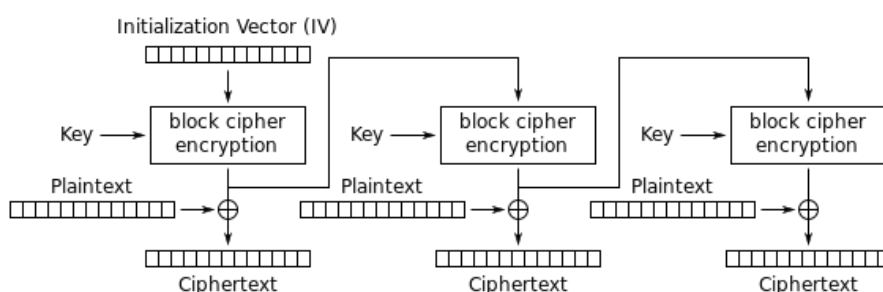 Initialization Vector (IV)
Key
block cipher
encryption
Key
block cipher
encryption
Key
block cipher
encryption
Plaintext
Plaintext
Plaintext
Ciphertext
Ciphertext
Ciphertext